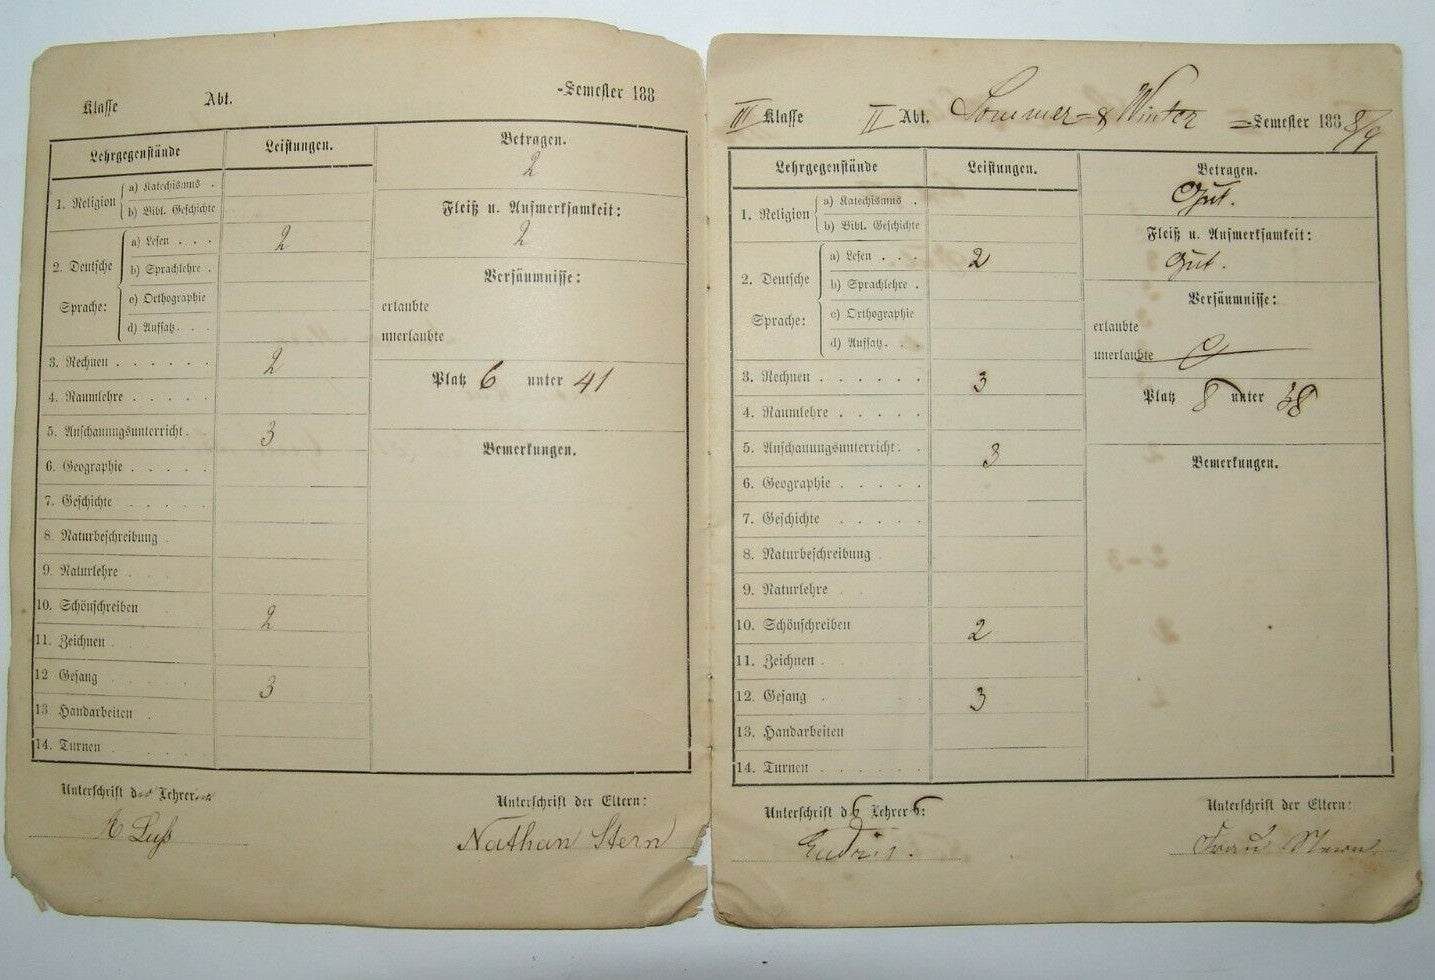 Klasse Abt. -Semester 188
Lehrgegenstände Leistungen.
1. Religion a) Katechismus .
b) Bibl. Geschichte
2. Deutsche Sprache: a) Lesen . . . 2
b) Sprachlehre .
c) Orthographie
d) Aufsatz. . .
3. Rechnen . . . . . . 2
4. Raumlehre . . . . .
5. Anschauungsunterricht. . 3
6. Geographie . . . . .
7. Geschichte . . . . .
8. Naturbeschreibung .
9. Naturlehre . . .
10. Schönschreiben 2
11. Zeichnen .
12 Gesang . . . . . 3
13 Handarbeiten .
14. Turnen . . . . .
Betragen.
2
Fleiß u. Aufmerksamkeit:
2
Versäumnisse:
erlaubte
unerlaubte
Platz 6 unter 41
Bemerkungen.
Unterschrift Lehrer
Unterschrift der Eltern:
Nathan Stern
III Klasse II Abt. Sommer- & Winter -Semester 1888/9
Lehrgegenstände Leistungen.
1. Religion a) Katechismus .
b) Bibl. Geschichte
2. Deutsche Sprache: a) Lesen . . . 2
b) Sprachlehre .
c) Orthographie
d) Aufsatz. . .
3. Rechnen . . . . . . 3
4. Raumlehre . . . . .
5. Anschauungsunterricht. . 3
6. Geographie . . . . .
7. Geschichte . . . . .
8. Naturbeschreibung .
9. Naturlehre .
10. Schönschreiben 2
11. Zeichnen .
12. Gesang . . . 3
13. Handarbeiten
14. Turnen . . . . . .
Betragen.
Gut.
Fleiß u. Aufmerksamkeit:
Gut.
Versäumnisse:
erlaubte
unerlaubte
Platz 8 unter 38
Bemerkungen.
Unterschrift des Lehrers:
Unterschrift der Eltern:
Frau